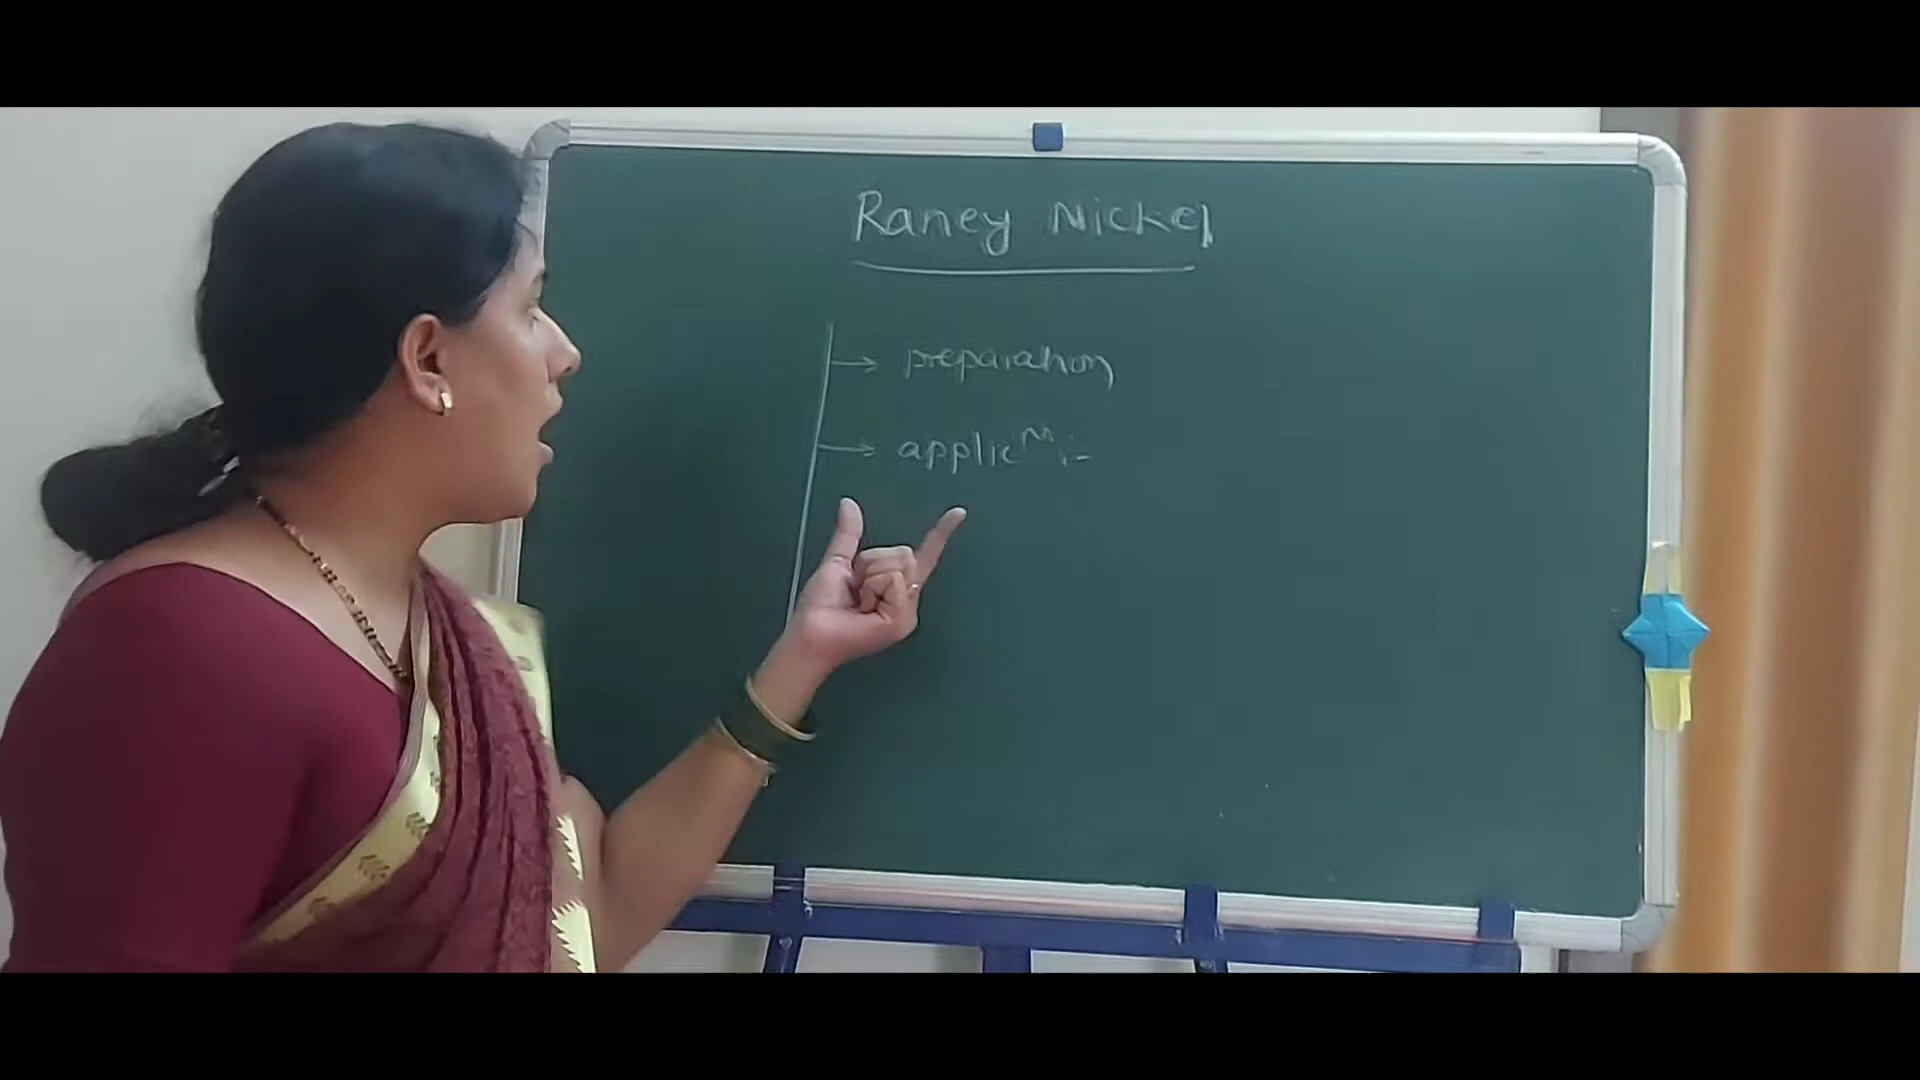 Raney Nickel
→ preparation
→ applicⁿ :-